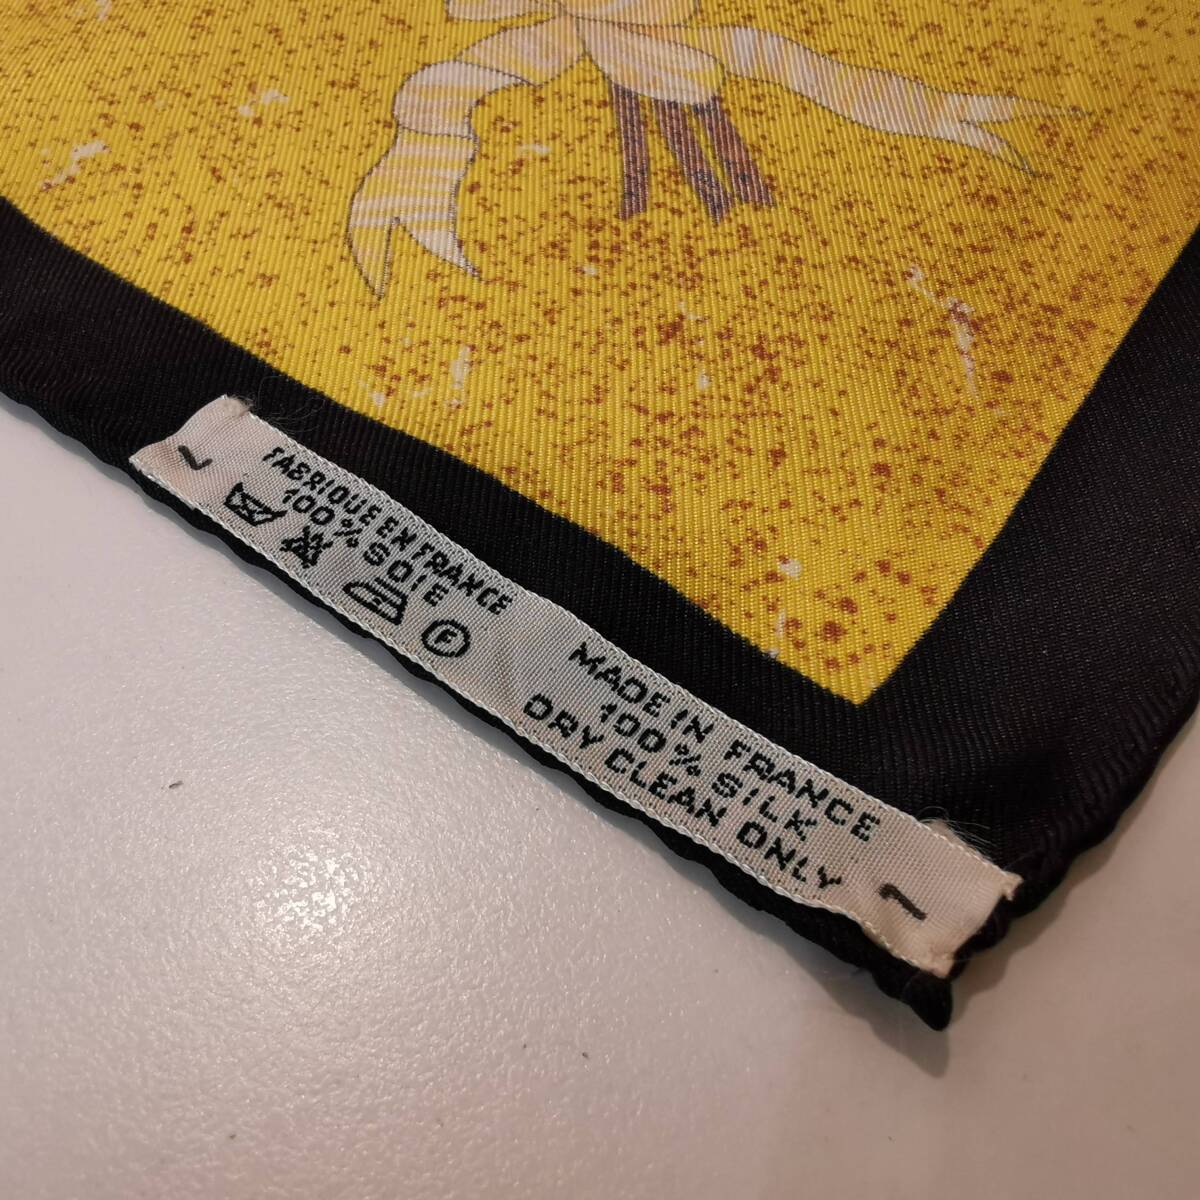 FABRIQUE EN FRANCE
100% SOIE
F
MADE IN FRANCE
100% SILK
DRY CLEAN ONLY